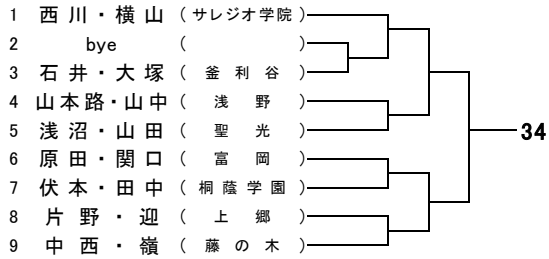 1 西川・横山 (サレジオ学院)
2 bye ( )
3 石井・大塚 (釜利谷)
4 山本路・山中 (浅野)
5 浅沼・山田 (聖光)
6 原田・関口 (富岡)
7 伏本・田中 (桐蔭学園)
8 片野・迎 (上郷)
9 中西・嶺 (藤の木)
34